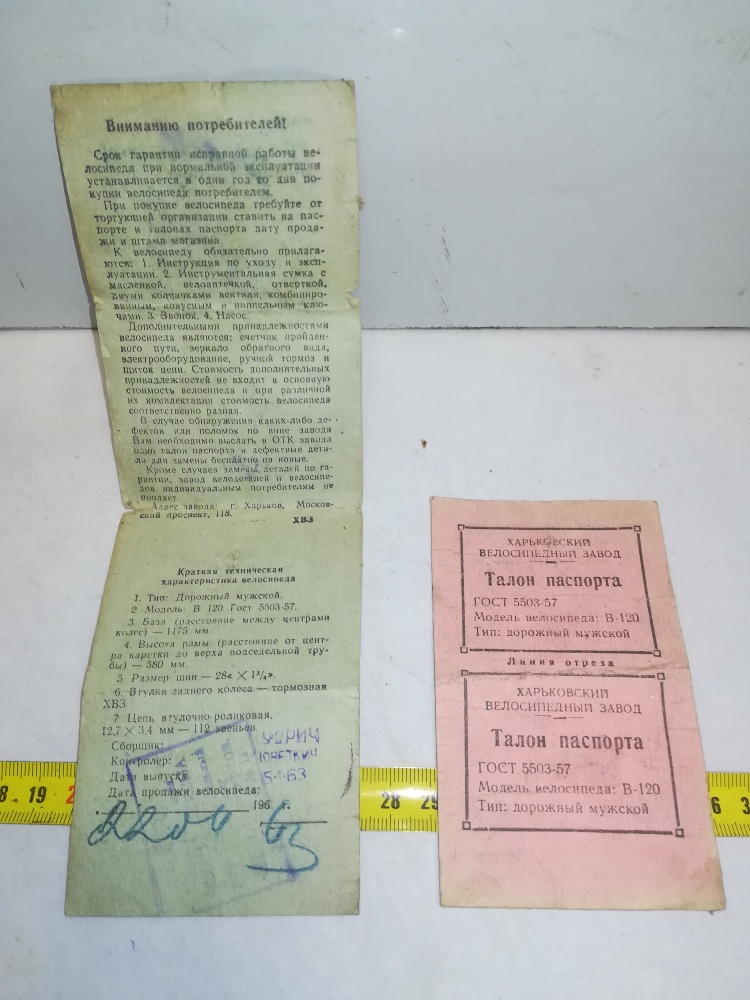 Вниманию потребителей!
Срок гарантии исправной работы ве-
лосипеда при нормальной эксплуатации
устанавливается в один год со дня по-
купки велосипеда потребителем.
При покупке велосипеда требуйте от
торгующей организации ставить на пас-
порте и талонах паспорта дату прода-
жи и штамп магазина
К велосипеду обязательно прилага-
ются: 1. Инструкция по уходу и эксп-
луатации. 2. Инструментальная сумка с
масленкой, велоаптечкой, отверткой,
двумя колпачками вентиля, комбиниро-
ванным, конусным и ниппельным клю-
чами. 3. Звонок. 4. Насос.
Дополнительными принадлежностями
велосипеда являются: счетчик пройден-
ного пути, зеркало обратного вида,
электрооборудование, ручной тормоз и
щиток цепи. Стоимость дополнительных
принадлежностей не входит в основную
стоимость велосипеда и при различной
их комплектации стоимость велосипеда
соответственно разная.
В случае обнаружения каких-либо де-
фектов или поломок по вине завода
Вам необходимо выслать в ОТК завода
один талон паспорта и дефектные дета-
ли для замены бесплатно на новые.
Кроме случаев замены деталей по га-
рантии, завод велодеталей и велосипе-
дов индивидуальным потребителям не
продает.
Адрес завода: г. Харьков, Москов-
ский проспект, 118.
ХВЗ
Краткая техническая
характеристика велосипеда
1. Тип: Дорожный мужской.
2 Модель: В 120 Гост 5503-57.
3. База (расстояние между центрами
колес) — 1175 мм.
4. Высота рамы (расстояние от цент-
ра каретки до верха подседельной тру-
бы) — 580 мм.
5 Размер шин — 28« × 1³/₄».
6. Втулка заднего колеса — тормозная
ХВЗ
7 Цепь втулочно-роликовая.
12,7 × 3.4 мм — 112 звеньев.
Сборщик:
Контролер:
Дата выпуска
5-1-63
Дата продажи велосипеда:
196 г.
2200 63
ХАРЬКОВСКИЙ
ВЕЛОСИПЕДНЫЙ ЗАВОД
Талон паспорта
ГОСТ 5503-57
Модель велосипеда: В-120
Тип: дорожный мужской
Линия отреза
ХАРЬКОВСКИЙ
ВЕЛОСИПЕДНЫЙ ЗАВОД
Талон паспорта
ГОСТ 5503-57
Модель велосипеда: В-120
Тип: дорожный мужской
8 19 2 28 29 6 3